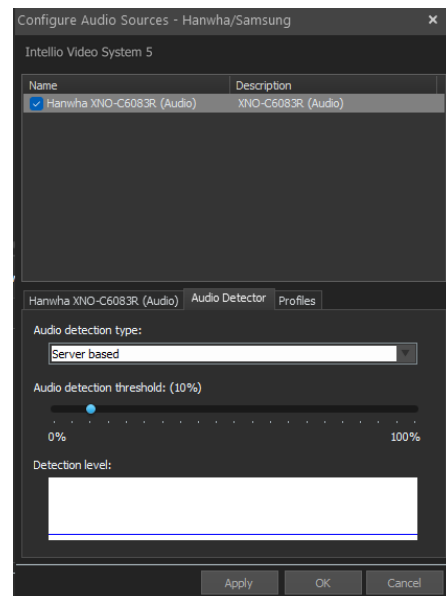 Configure Audio Sources - Hanwha/Samsung
Intellio Video System 5
Name Description
Hanwha XNO-C6083R (Audio) XNO-C6083R (Audio)
Hanwha XNO-C6083R (Audio) Audio Detector Profiles
Audio detection type:
Server based
Audio detection threshold: (10%)
0% 100%
Detection level:
Apply OK Cancel